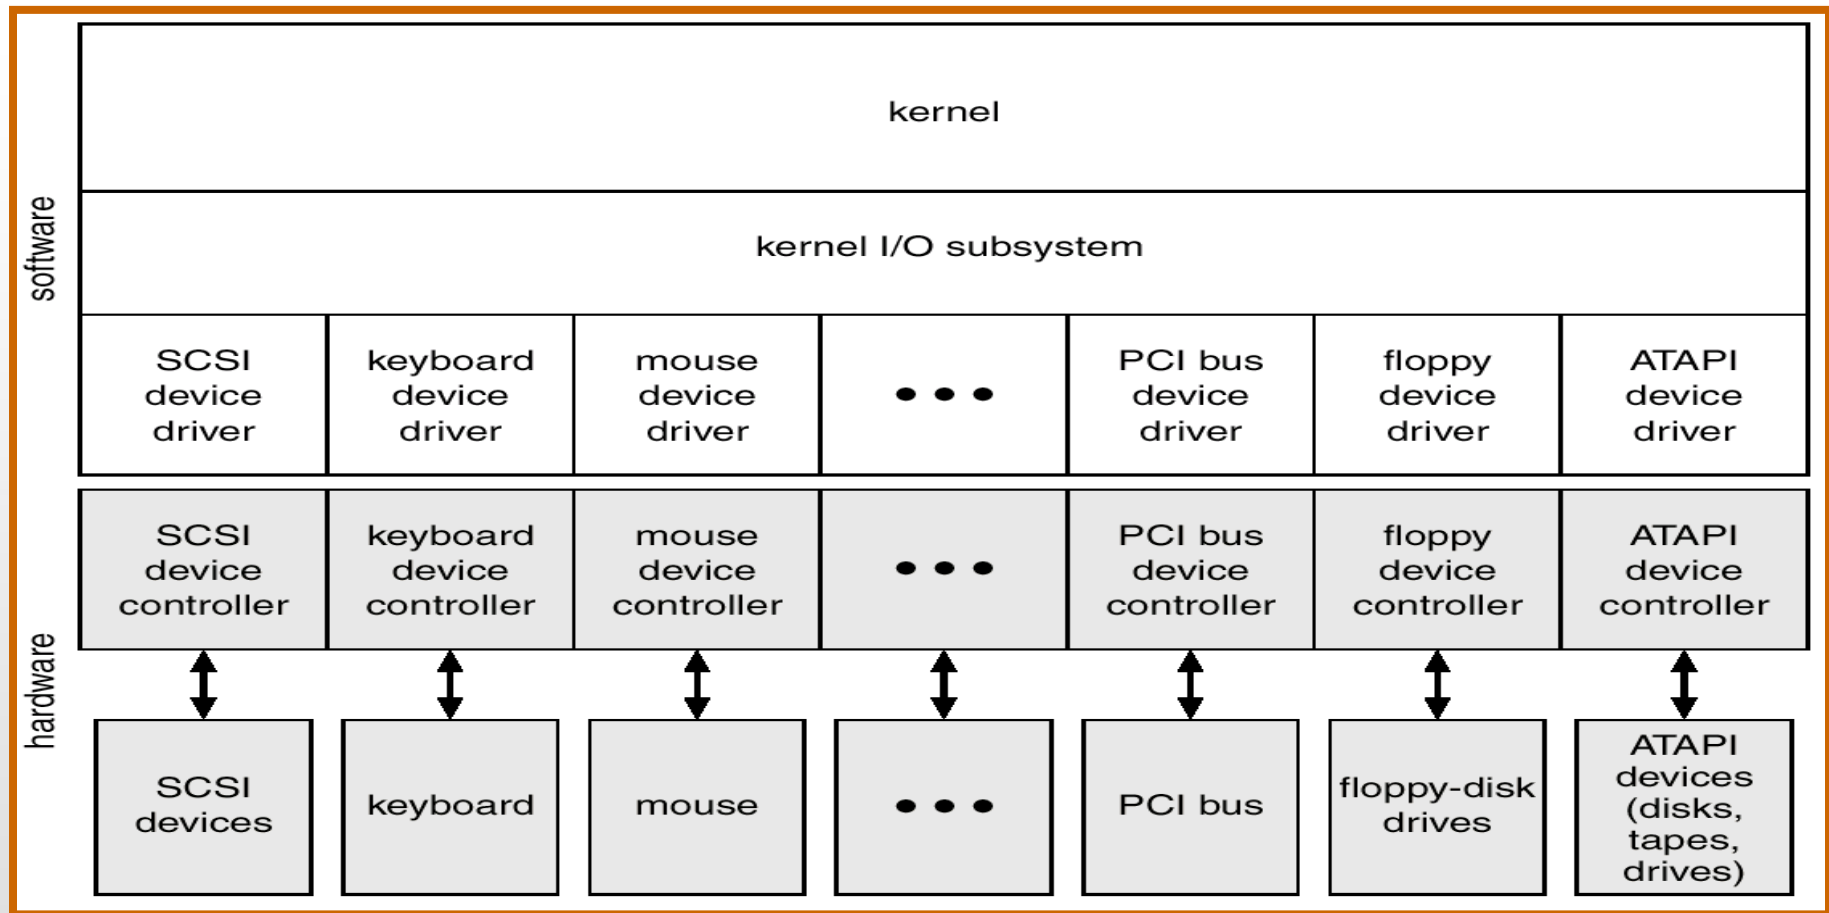 software
kernel
kernel I/O subsystem
SCSI
device
driver
keyboard
device
driver
mouse
device
driver
• • •
PCI bus
device
driver
floppy
device
driver
ATAPI
device
driver
hardware
SCSI
device
controller
keyboard
device
controller
mouse
device
controller
• • •
PCI bus
device
controller
floppy
device
controller
ATAPI
device
controller
SCSI
devices
keyboard
mouse
• • •
PCI bus
floppy-disk
drives
ATAPI
devices
(disks,
tapes,
drives)